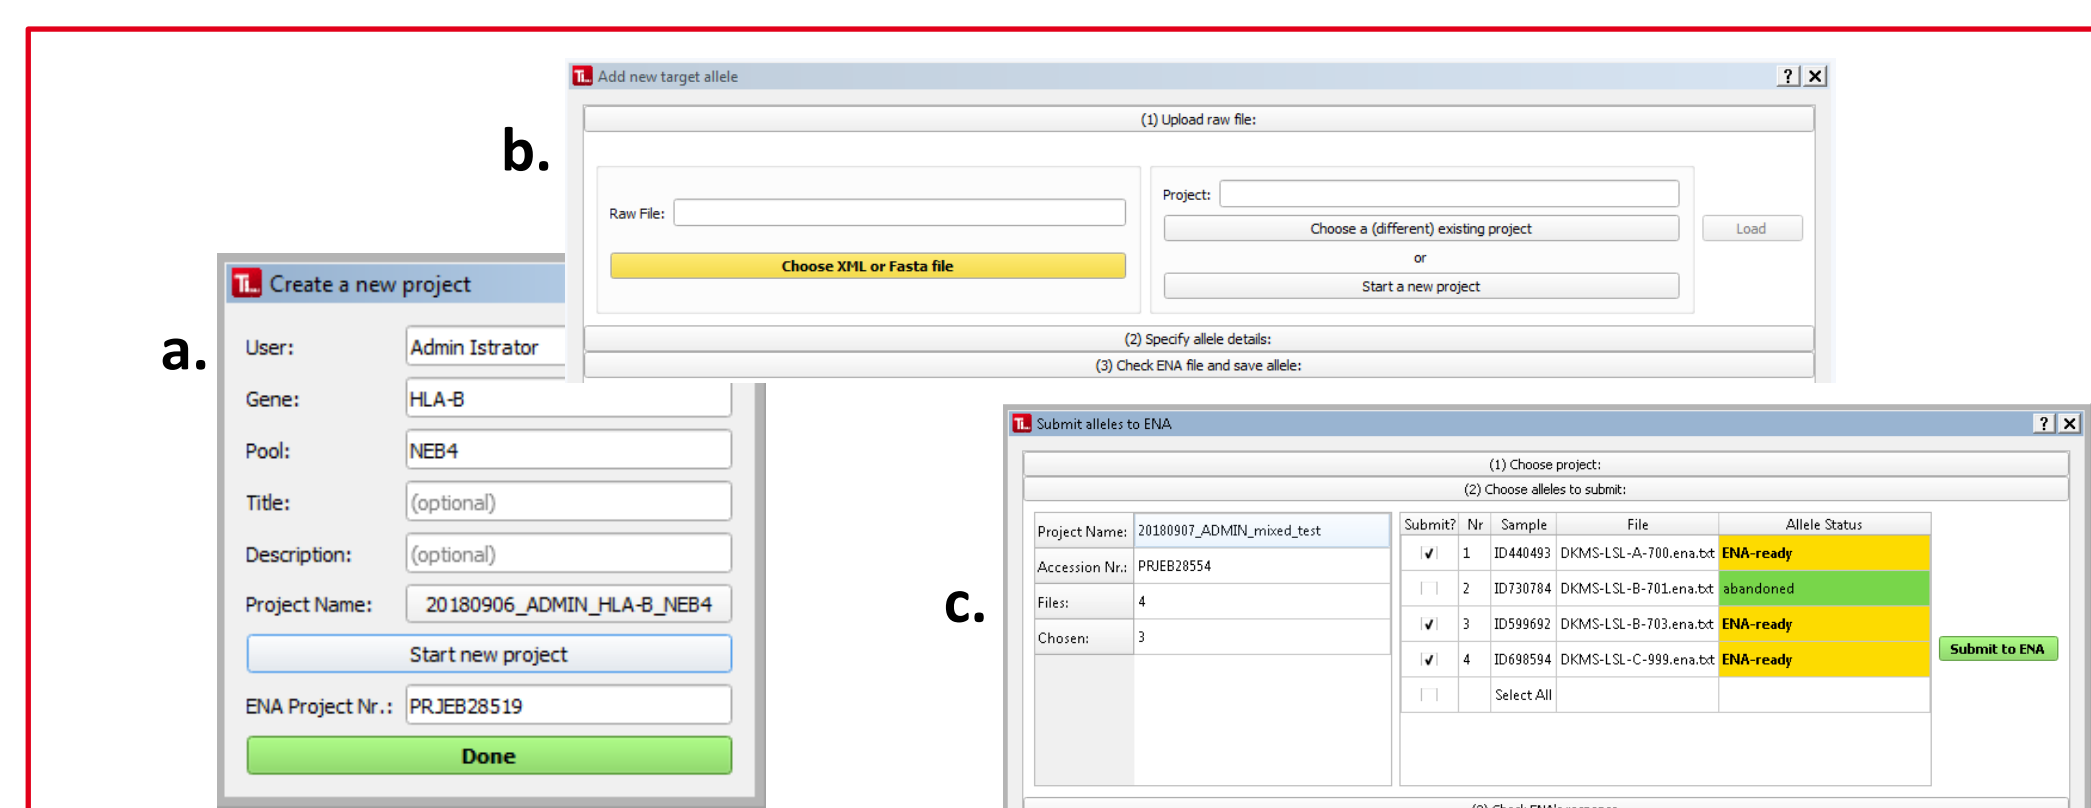 b.
Ti... Add new target allele
(1) Upload raw file:
Raw File:
Choose XML or Fasta file
Project:
Choose a (different) existing project
or
Start a new project
Load
(2) Specify allele details:
(3) Check ENA file and save allele:
a.
Ti... Create a new project
User: Admin Istrator
Gene: HLA-B
Pool: NEB4
Title: (optional)
Description: (optional)
Project Name: 20180906_ADMIN_HLA-B_NEB4
Start new project
ENA Project Nr.: PRJEB28519
Done
c.
Ti... Submit alleles to ENA
(1) Choose project:
(2) Choose alleles to submit:
Project Name: 20180907_ADMIN_mixed_test
Accession Nr.: PRJEB28554
Files: 4
Chosen: 3
Submit? Nr Sample File Allele Status
1 ID440493 DKMS-LSL-A-700.ena.txt ENA-ready
2 ID730784 DKMS-LSL-B-701.ena.txt abandoned
3 ID599692 DKMS-LSL-B-703.ena.txt ENA-ready
4 ID698594 DKMS-LSL-C-999.ena.txt ENA-ready
Select All
Submit to ENA